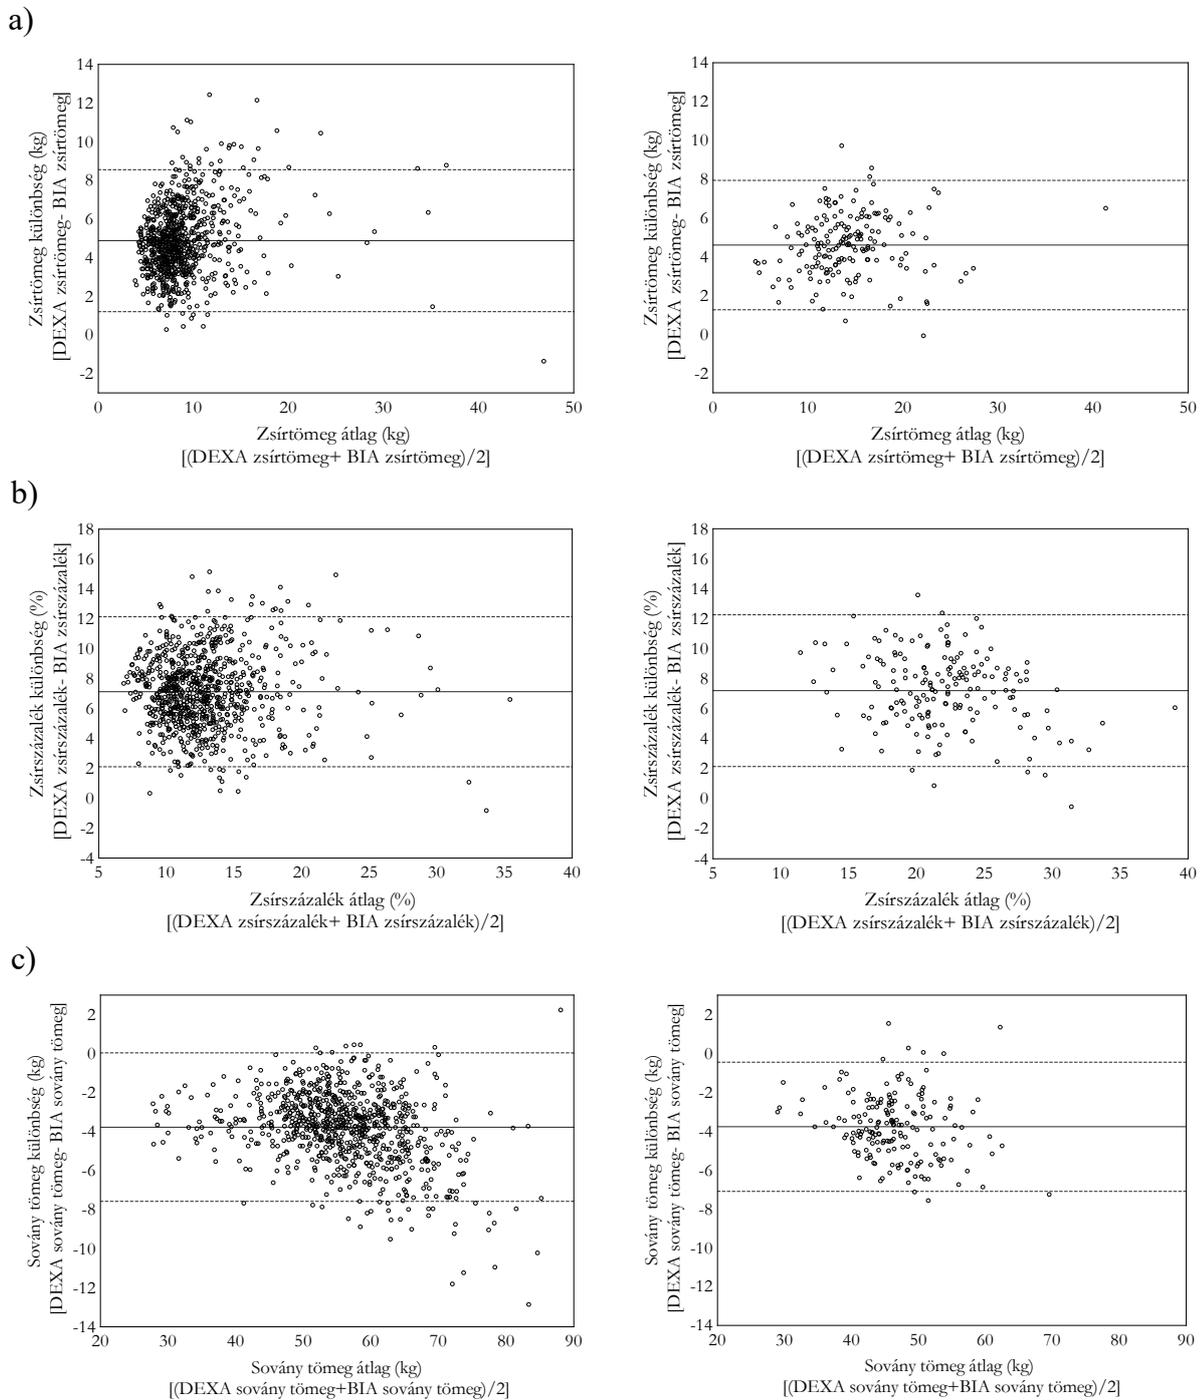 a)
Zsírtömeg különbség (kg)
[DEXA zsírtömeg- BIA zsírtömeg]
14
12
10
8
6
4
2
0
-2
0 10 20 30 40 50
Zsírtömeg átlag (kg)
[(DEXA zsírtömeg+ BIA zsírtömeg)/2]
Zsírtömeg különbség (kg)
[DEXA zsírtömeg- BIA zsírtömeg]
14
12
10
8
6
4
2
0
-2
0 10 20 30 40 50
Zsírtömeg átlag (kg)
[(DEXA zsírtömeg+ BIA zsírtömeg)/2]
b)
Zsírszázalék különbség (%)
[DEXA zsírszázalék- BIA zsírszázalék]
18
16
14
12
10
8
6
4
2
0
-2
-4
5 10 15 20 25 30 35 40
Zsírszázalék átlag (%)
[(DEXA zsírszázalék+ BIA zsírszázalék)/2]
Zsírszázalék különbség (%)
[DEXA zsírszázalék- BIA zsírszázalék]
18
16
14
12
10
8
6
4
2
0
-2
-4
5 10 15 20 25 30 35 40
Zsírszázalék átlag (%)
[(DEXA zsírszázalék+ BIA zsírszázalék)/2]
c)
Sovány tömeg különbség (kg)
[DEXA sovány tömeg- BIA sovány tömeg]
2
0
-2
-4
-6
-8
-10
-12
-14
20 30 40 50 60 70 80 90
Sovány tömeg átlag (kg)
[(DEXA sovány tömeg+BIA sovány tömeg)/2]
Sovány tömeg különbség (kg)
[DEXA sovány tömeg- BIA sovány tömeg]
2
0
-2
-4
-6
-8
-10
-12
-14
20 30 40 50 60 70 80 90
Sovány tömeg átlag (kg)
[(DEXA sovány tömeg+BIA sovány tömeg)/2]